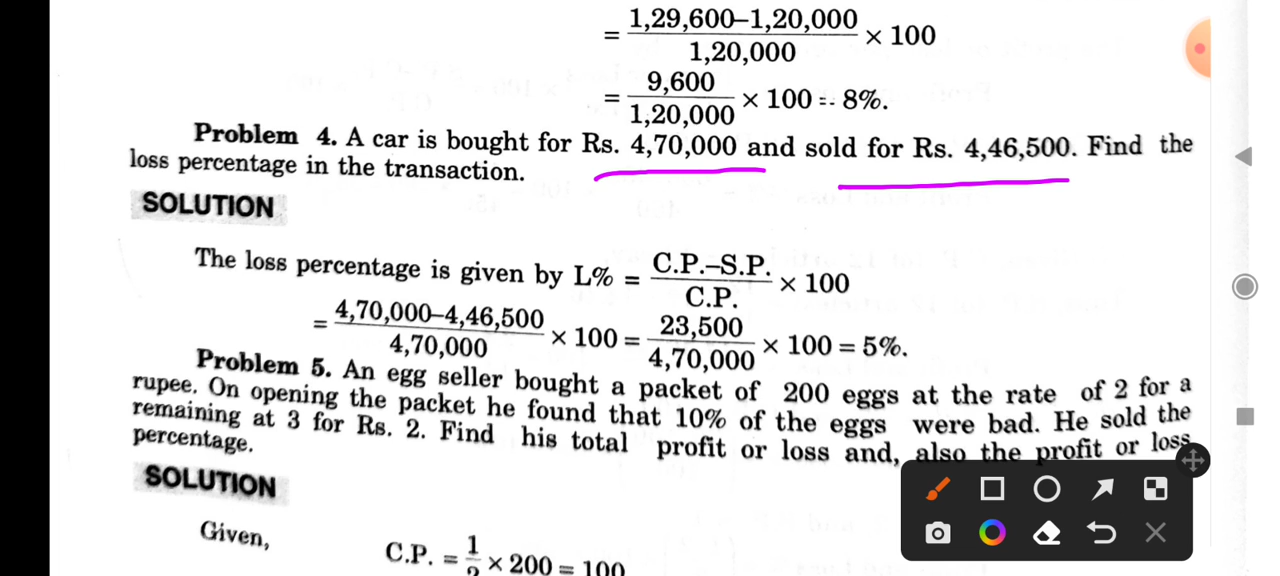 = 1,29,600–1,20,000 / 1,20,000 × 100
= 9,600 / 1,20,000 × 100 = 8%.
Problem 4. A car is bought for Rs. 4,70,000 and sold for Rs. 4,46,500. Find the
loss percentage in the transaction.
SOLUTION
The loss percentage is given by L% = C.P.–S.P. / C.P. × 100
= 4,70,000–4,46,500 / 4,70,000 × 100 = 23,500 / 4,70,000 × 100 = 5%.
Problem 5. An egg seller bought a packet of 200 eggs at the rate of 2 for a
rupee. On opening the packet he found that 10% of the eggs were bad. He sold the
remaining at 3 for Rs. 2. Find his total profit or loss and, also the profit or loss
percentage.
SOLUTION
Given,
C.P. = 1/2 × 200 = 100